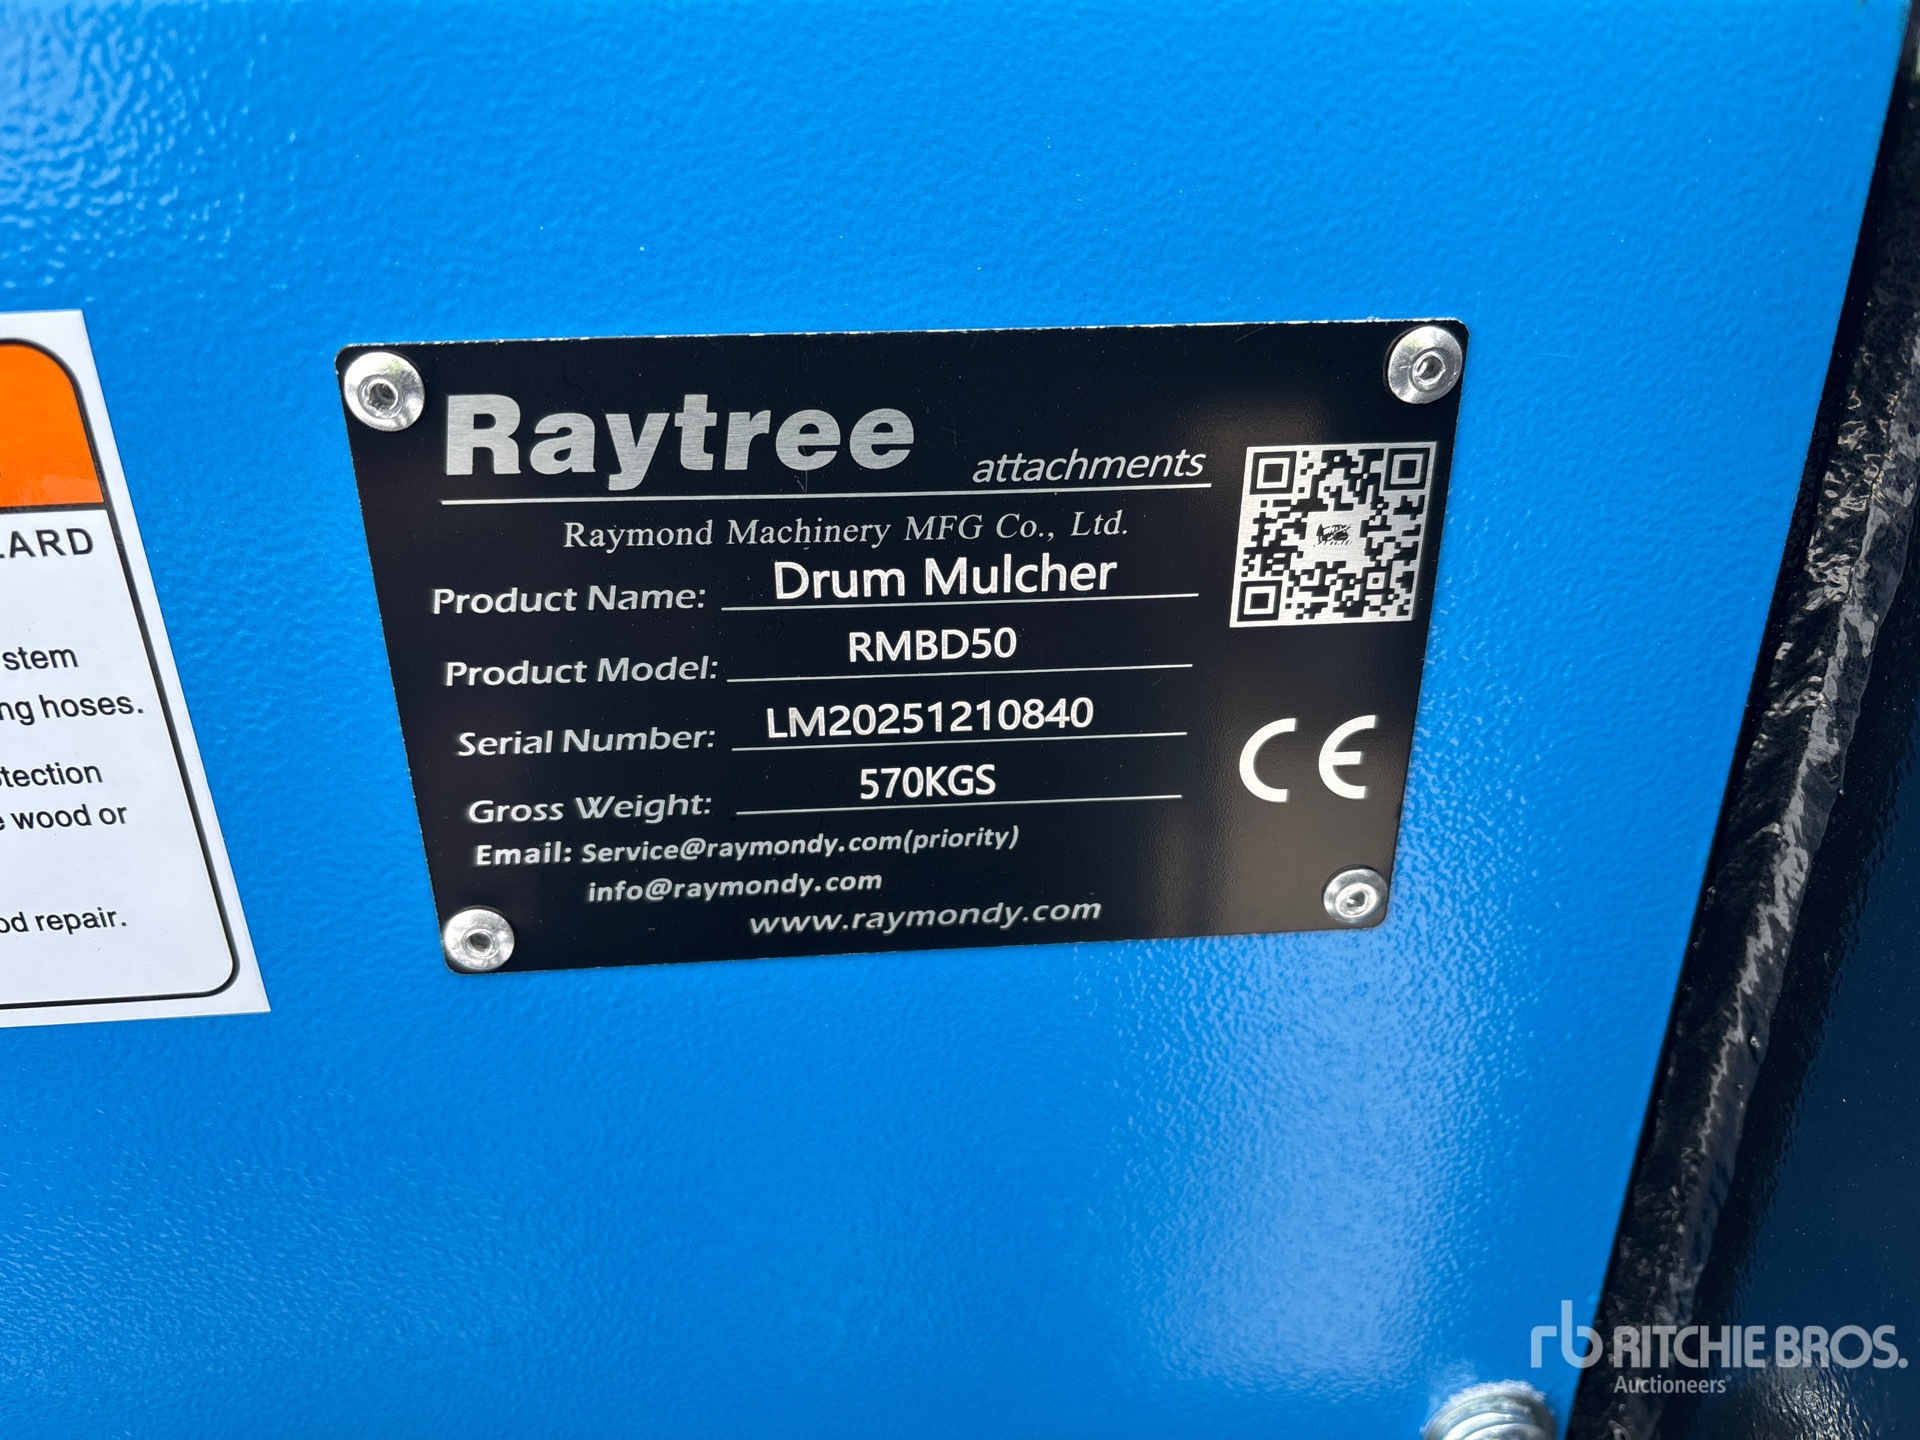 ARD
stem
ng hoses.
tection
e wood or
od repair.
Raytree
attachments
Raymond Machinery MFG Co., Ltd.
Product Name: Drum Mulcher
Product Model: RMBD50
Serial Number: LM20251210840
Gross Weight: 570KGS
Email: Service@raymondy.com(priority)
info@raymondy.com
www.raymondy.com
CE
rb RITCHIE BROS.
Auctioneers